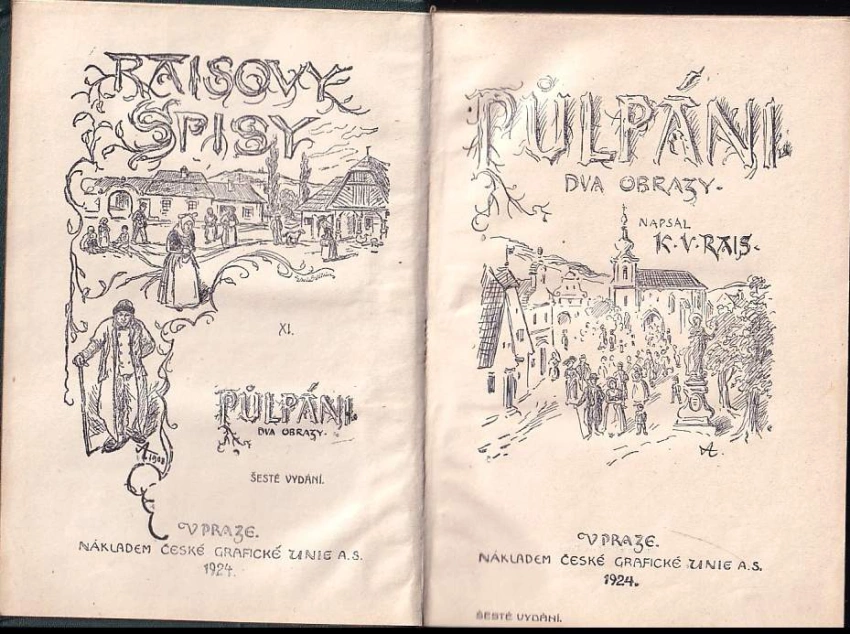 RAISOVY
SPISY
XI.
PŮLPÁNI.
DVA OBRAZY.
1908
ŠESTÉ VYDÁNÍ.
V PRAZE.
NÁKLADEM ČESKÉ GRAFICKÉ UNIE A.S.
1924.
PŮLPÁNI.
DVA OBRAZY.
NAPSAL
K. V. RAIS.
V PRAZE.
NÁKLADEM ČESKÉ GRAFICKÉ UNIE A.S.
1924.
ŠESTÉ VYDÁNÍ.